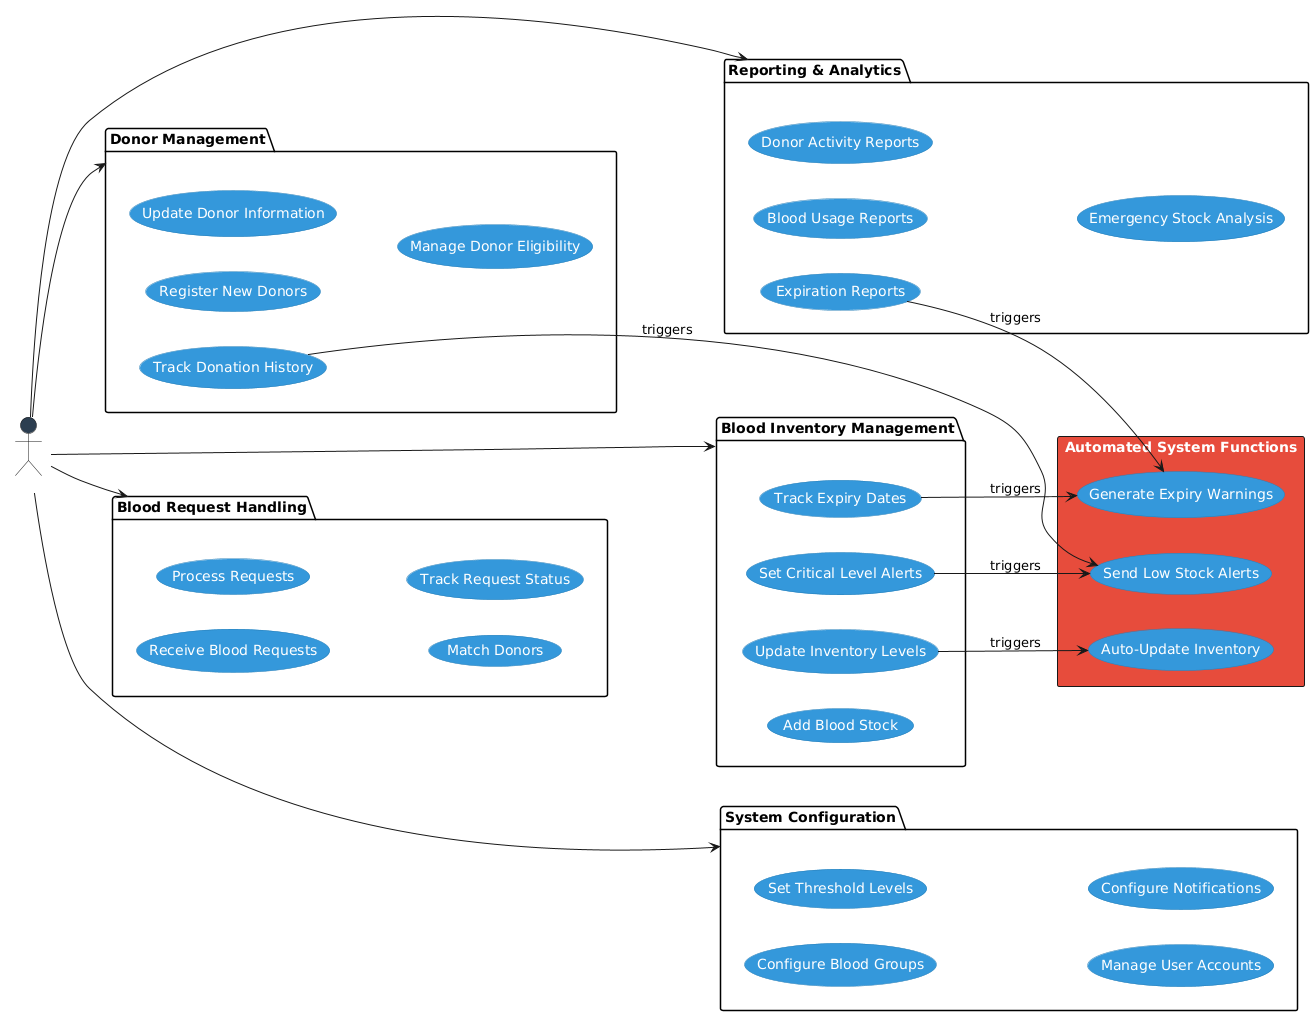 Reporting & Analytics
Donor Activity Reports
Blood Usage Reports
Emergency Stock Analysis
Expiration Reports
triggers
Donor Management
Update Donor Information
Manage Donor Eligibility
Register New Donors
Track Donation History
triggers
Blood Inventory Management
Track Expiry Dates
triggers
Set Critical Level Alerts
triggers
Update Inventory Levels
triggers
Add Blood Stock
Automated System Functions
Generate Expiry Warnings
Send Low Stock Alerts
Auto-Update Inventory
Blood Request Handling
Process Requests
Track Request Status
Receive Blood Requests
Match Donors
System Configuration
Set Threshold Levels
Configure Notifications
Configure Blood Groups
Manage User Accounts